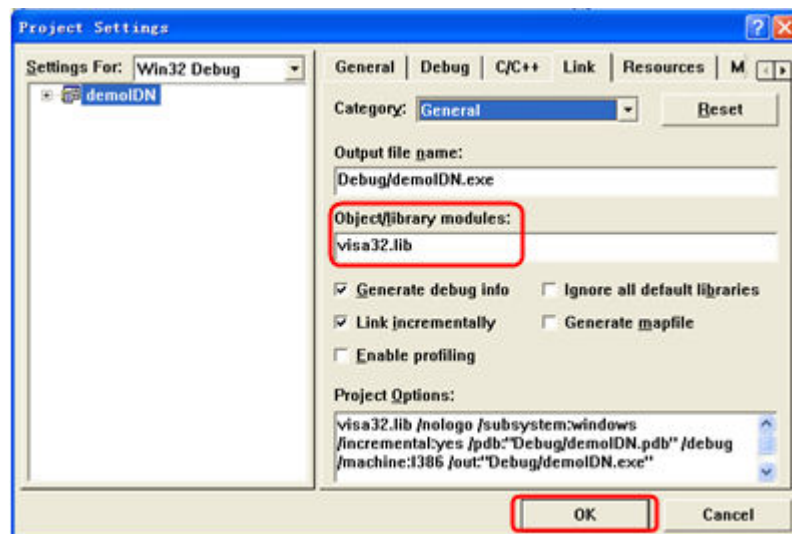 Project Settings
Settings For: Win32 Debug
demoIDN
General Debug C/C++ Link Resources M
Category: General Reset
Output file name:
Debug/demoIDN.exe
Object/library modules:
visa32.lib
Generate debug info Ignore all default libraries
Link incrementally Generate mapfile
Enable profiling
Project Options:
visa32.lib /nologo /subsystem:windows
/incremental:yes /pdb:"Debug/demoIDN.pdb" /debug
/machine:I386 /out:"Debug/demoIDN.exe"
OK Cancel